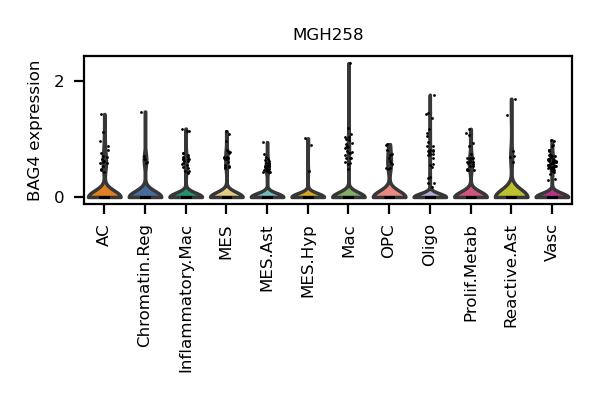 MGH258
BAG4 expression
2
0
AC
Chromatin.Reg
Inflammatory.Mac
MES
MES.Ast
MES.Hyp
Mac
OPC
Oligo
Prolif.Metab
Reactive.Ast
Vasc